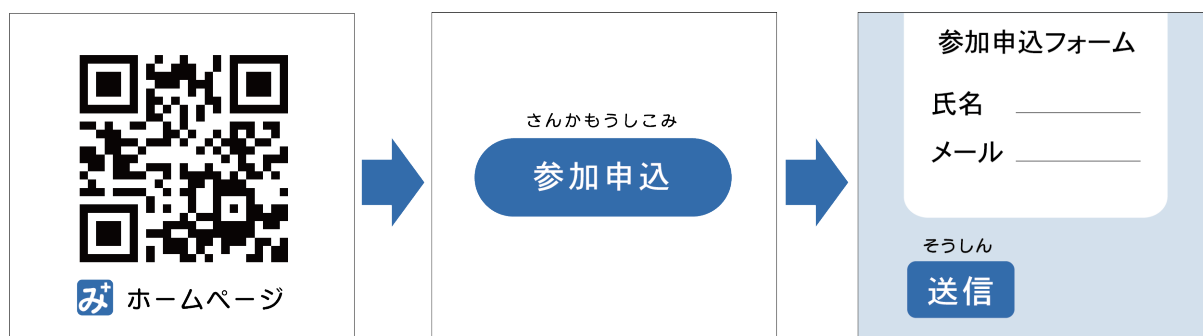 み+ ホームページ
さんかもうしこみ
参加申込
参加申込フォーム
氏名
メール
そうしん
送信